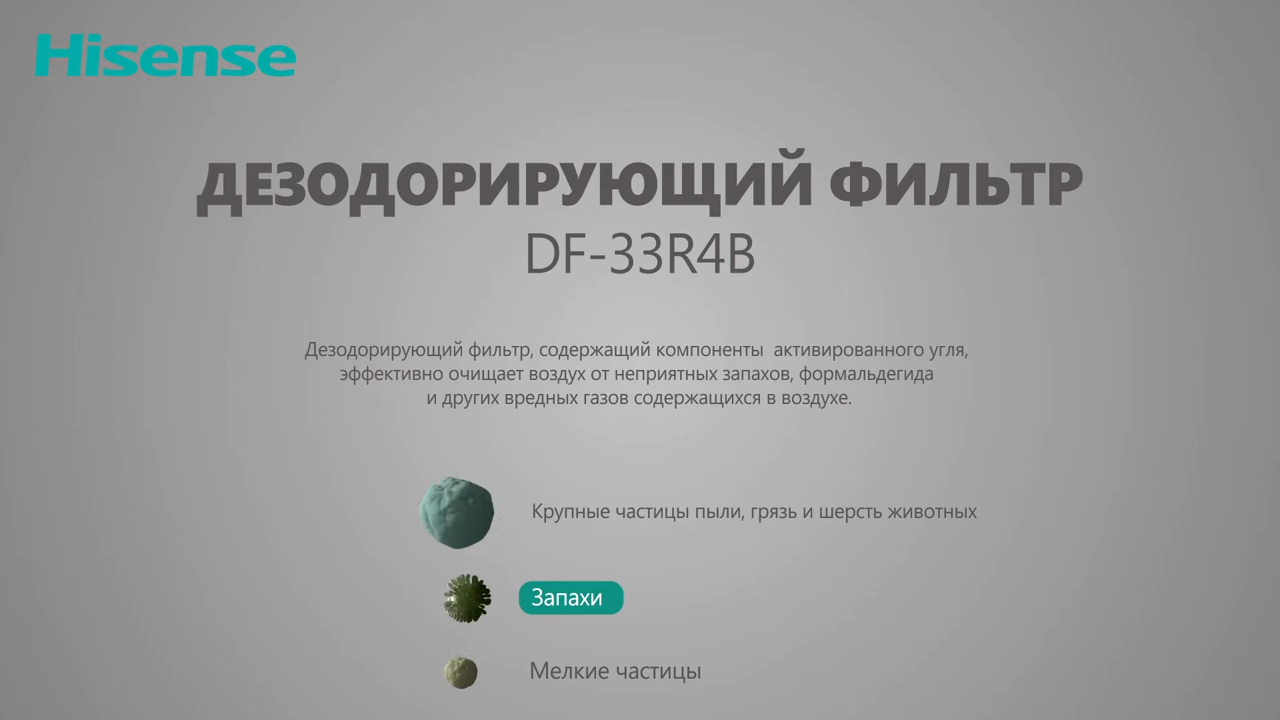 Hisense
ДЕЗОДОРИРУЮЩИЙ ФИЛЬТР
DF-33R4B
Дезодорирующий фильтр, содержащий компоненты активированного угля,
эффективно очищает воздух от неприятных запахов, формальдегида
и других вредных газов содержащихся в воздухе.
Крупные частицы пыли, грязь и шерсть животных
Запахи
Мелкие частицы